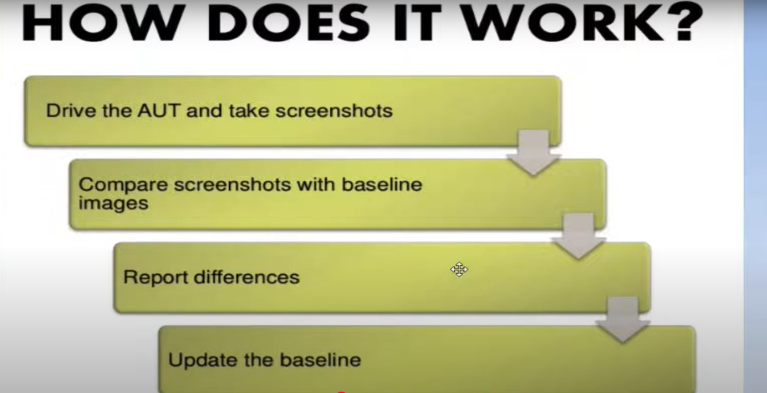 HOW DOES IT WORK?
Drive the AUT and take screenshots
Compare screenshots with baseline
images
Report differences
Update the baseline